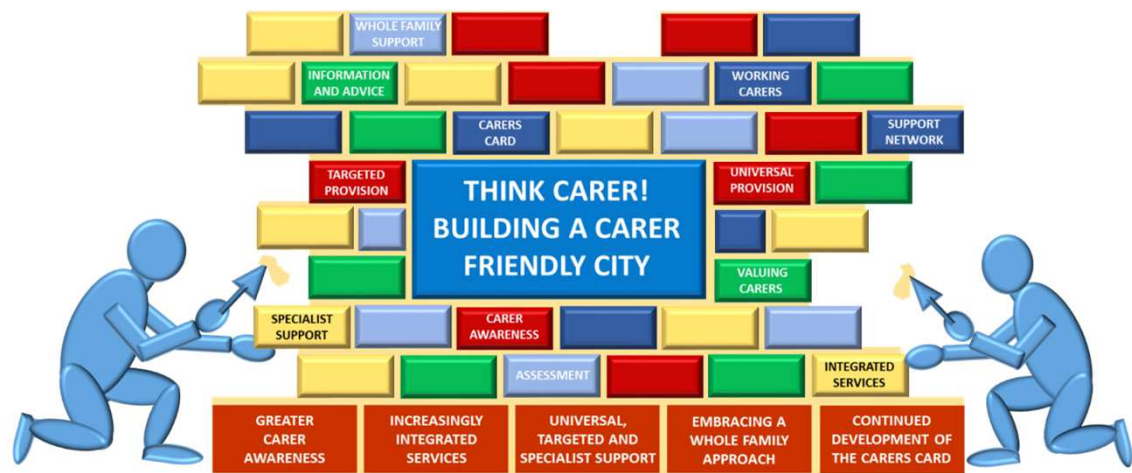 WHOLE FAMILY
SUPPORT
INFORMATION
AND ADVICE
WORKING
CARERS
CARERS
CARD
SUPPORT
NETWORK
TARGETED
PROVISION
THINK CARER!
BUILDING A CARER
FRIENDLY CITY
UNIVERSAL
PROVISION
VALUING
CARERS
SPECIALIST
SUPPORT
CARER
AWARENESS
ASSESSMENT
INTEGRATED
SERVICES
GREATER
CARER
AWARENESS
INCREASINGLY
INTEGRATED
SERVICES
UNIVERSAL,
TARGETED AND
SPECIALIST SUPPORT
EMBRACING A
WHOLE FAMILY
APPROACH
CONTINUED
DEVELOPMENT OF
THE CARERS CARD